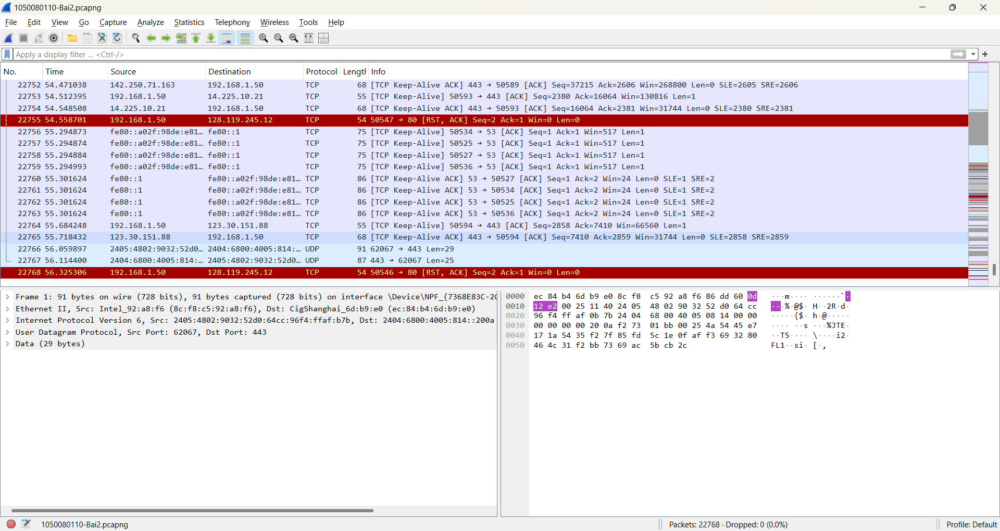 1050080110-Bai2.pcapng
File Edit View Go Capture Analyze Statistics Telephony Wireless Tools Help
Apply a display filter … <Ctrl-/>
No. Time Source Destination Protocol Length Info
22752 54.471038 142.250.71.163 192.168.1.50 TCP 68 [TCP Keep-Alive ACK] 443 → 50589 [ACK] Seq=37215 Ack=2606 Win=268800 Len=0 SLE=2605 SRE=2606
22753 54.512395 192.168.1.50 14.225.10.21 TCP 55 [TCP Keep-Alive] 50593 → 443 [ACK] Seq=2380 Ack=16064 Win=130816 Len=1
22754 54.548508 14.225.10.21 192.168.1.50 TCP 68 [TCP Keep-Alive ACK] 443 → 50593 [ACK] Seq=16064 Ack=2381 Win=31744 Len=0 SLE=2380 SRE=2381
22755 54.558701 192.168.1.50 128.119.245.12 TCP 54 50547 → 80 [RST, ACK] Seq=2 Ack=1 Win=0 Len=0
22756 55.294873 fe80::a02f:98de:e81… fe80::1 TCP 75 [TCP Keep-Alive] 50534 → 53 [ACK] Seq=1 Ack=1 Win=517 Len=1
22757 55.294874 fe80::a02f:98de:e81… fe80::1 TCP 75 [TCP Keep-Alive] 50525 → 53 [ACK] Seq=1 Ack=1 Win=517 Len=1
22758 55.294884 fe80::a02f:98de:e81… fe80::1 TCP 75 [TCP Keep-Alive] 50527 → 53 [ACK] Seq=1 Ack=1 Win=517 Len=1
22759 55.294993 fe80::a02f:98de:e81… fe80::1 TCP 75 [TCP Keep-Alive] 50536 → 53 [ACK] Seq=1 Ack=1 Win=517 Len=1
22760 55.301624 fe80::1 fe80::a02f:98de:e81… TCP 86 [TCP Keep-Alive ACK] 53 → 50527 [ACK] Seq=1 Ack=2 Win=24 Len=0 SLE=1 SRE=2
22761 55.301624 fe80::1 fe80::a02f:98de:e81… TCP 86 [TCP Keep-Alive ACK] 53 → 50534 [ACK] Seq=1 Ack=2 Win=24 Len=0 SLE=1 SRE=2
22762 55.301624 fe80::1 fe80::a02f:98de:e81… TCP 86 [TCP Keep-Alive ACK] 53 → 50525 [ACK] Seq=1 Ack=2 Win=24 Len=0 SLE=1 SRE=2
22763 55.301624 fe80::1 fe80::a02f:98de:e81… TCP 86 [TCP Keep-Alive ACK] 53 → 50536 [ACK] Seq=1 Ack=2 Win=24 Len=0 SLE=1 SRE=2
22764 55.684248 192.168.1.50 123.30.151.88 TCP 55 [TCP Keep-Alive] 50594 → 443 [ACK] Seq=2858 Ack=7410 Win=66560 Len=1
22765 55.718432 123.30.151.88 192.168.1.50 TCP 68 [TCP Keep-Alive ACK] 443 → 50594 [ACK] Seq=7410 Ack=2859 Win=31744 Len=0 SLE=2858 SRE=2859
22766 56.059897 2405:4802:9032:52d0… 2404:6800:4005:814:… UDP 91 62067 → 443 Len=29
22767 56.114400 2404:6800:4005:814:… 2405:4802:9032:52d0… UDP 87 443 → 62067 Len=25
22768 56.325306 192.168.1.50 128.119.245.12 TCP 54 50546 → 80 [RST, ACK] Seq=2 Ack=1 Win=0 Len=0
Frame 1: 91 bytes on wire (728 bits), 91 bytes captured (728 bits) on interface \Device\NPF_{7368E83C-2
Ethernet II, Src: Intel_92:a8:f6 (8c:f8:c5:92:a8:f6), Dst: CigShanghai_6d:b9:e0 (ec:84:b4:6d:b9:e0)
Internet Protocol Version 6, Src: 2405:4802:9032:52d0:64cc:96f4:ffaf:b7b, Dst: 2404:6800:4005:814::200a
User Datagram Protocol, Src Port: 62067, Dst Port: 443
Data (29 bytes)
0000 ec 84 b4 6d b9 e0 8c f8 c5 92 a8 f6 86 dd 60 0d ···m···· ······`·
0010 12 e2 00 25 11 40 24 05 48 02 90 32 52 d0 64 cc ···%·@$· H··2R·d·
0020 96 f4 ff af 0b 7b 24 04 68 00 40 05 08 14 00 00 ·····{$· h·@·····
0030 00 00 00 00 20 0a f2 73 01 bb 00 25 4a 54 45 e7 ···· ··s ···%JTE·
0040 17 1a 54 35 f2 7f 85 fd 5c 1e 0f af f3 69 32 80 ··T5···· \····i2·
0050 46 4c 31 f2 bb 73 69 ac 5b cb 2c FL1··si· [·,
1050080110-Bai2.pcapng
Packets: 22768 · Dropped: 0 (0.0%)
Profile: Default